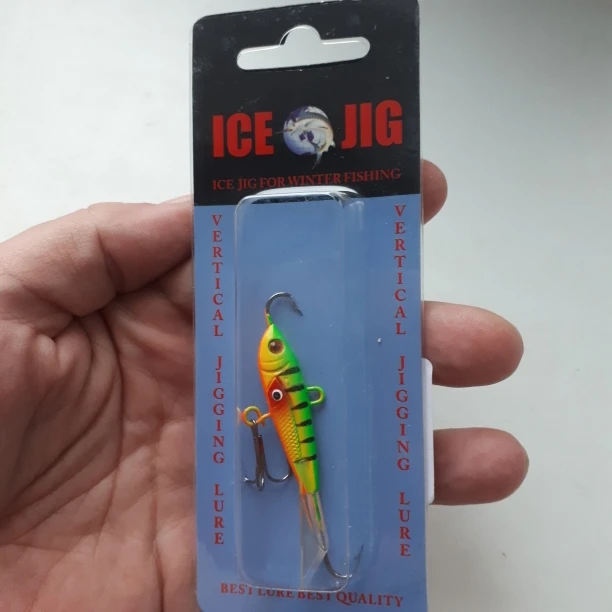 ICE JIG
ICE JIG FOR WINTER FISHING
VERTICAL JIGGING LURE
VERTICAL JIGGING LURE
BEST LURE BEST QUALITY